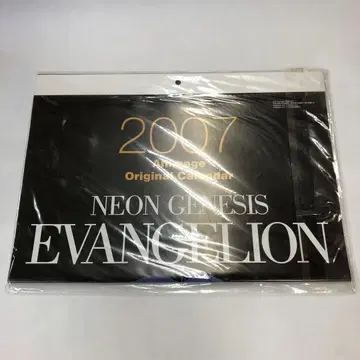 2007
Animage
Original Calendar
NEON GENESIS
EVANGELION